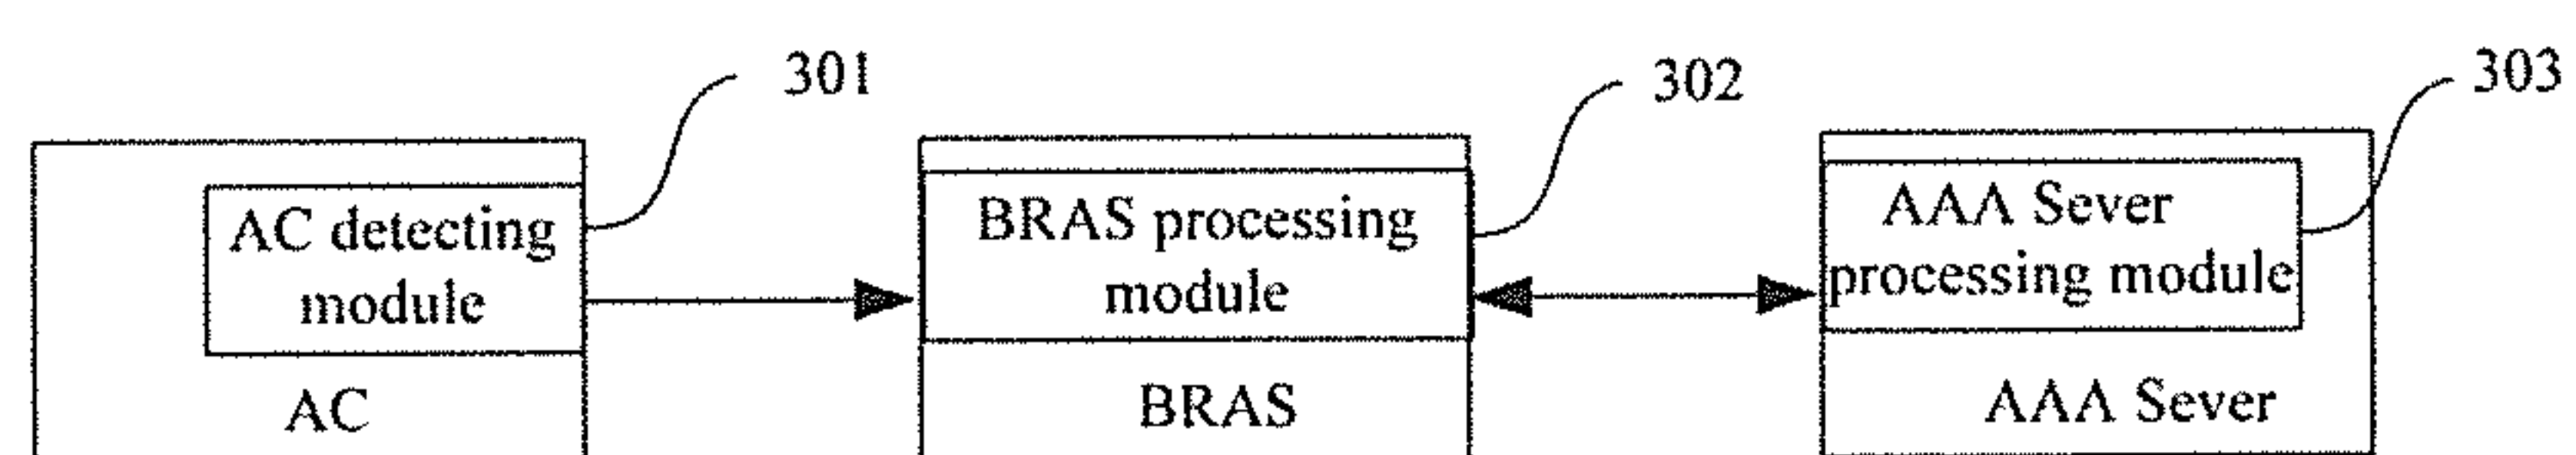 301
302
303
AC detecting
module
BRAS processing
module
AAA Sever
processing module
AC
BRAS
AAA Sever